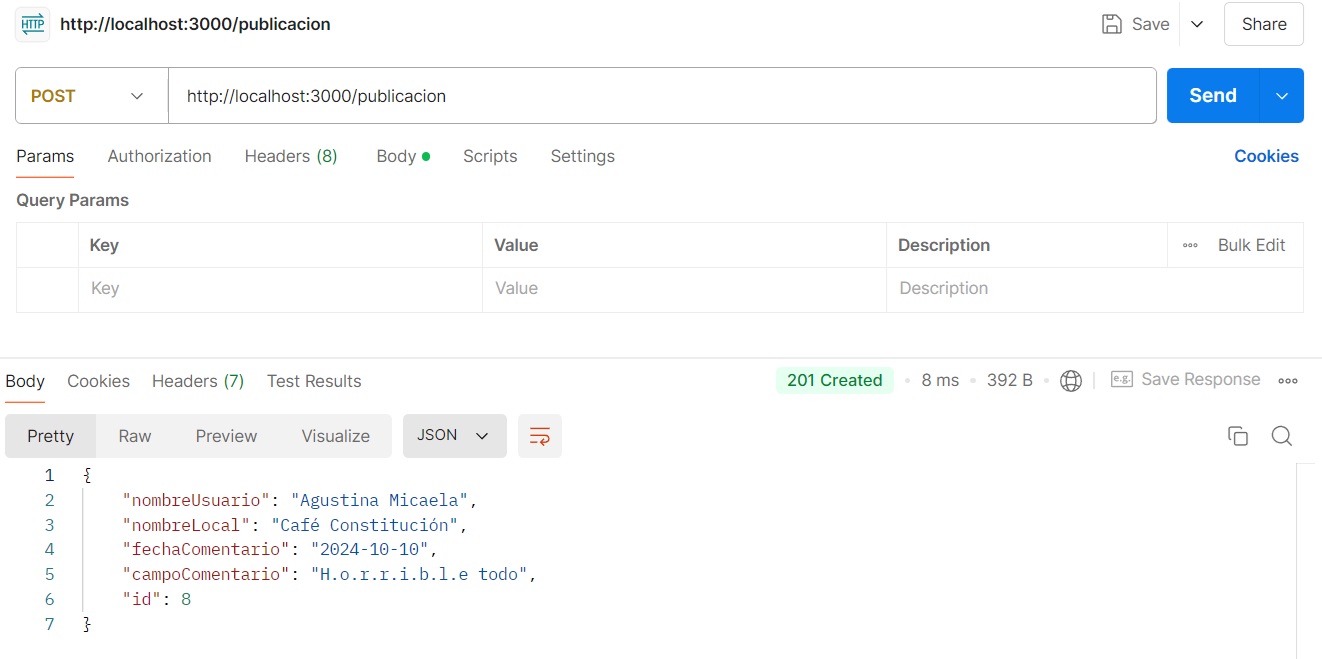 HTTP http://localhost:3000/publicacion Save Share
POST http://localhost:3000/publicacion Send
Params Authorization Headers (8) Body Scripts Settings Cookies
Query Params
Key Value Description Bulk Edit
Key Value Description
Body Cookies Headers (7) Test Results 201 Created 8 ms 392 B e.g. Save Response
Pretty Raw Preview Visualize JSON
1 {
2 "nombreUsuario": "Agustina Micaela",
3 "nombreLocal": "Café Constitución",
4 "fechaComentario": "2024-10-10",
5 "campoComentario": "H.o.r.r.i.b.l.e todo",
6 "id": 8
7 }